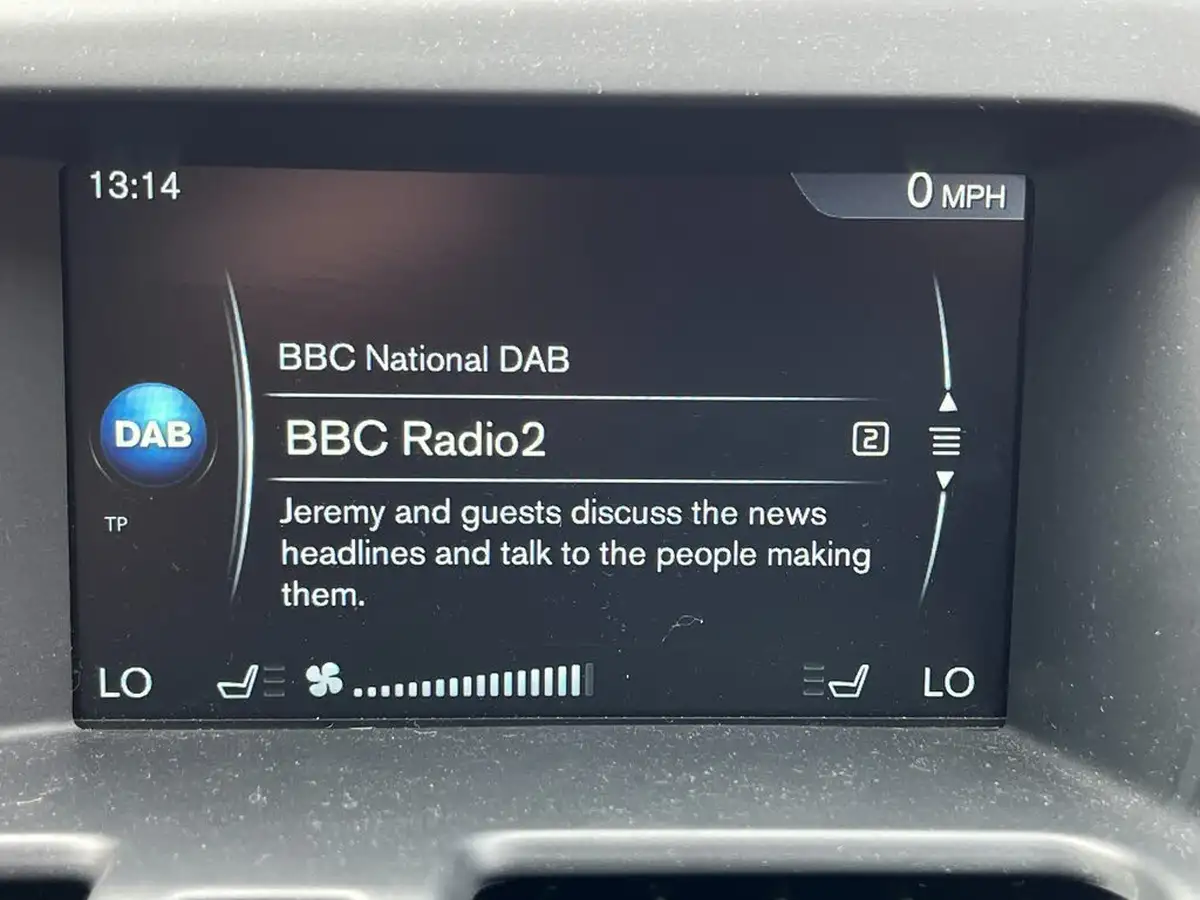 13:14
0 MPH
BBC National DAB
DAB
BBC Radio2
2
TP
Jeremy and guests discuss the news
headlines and talk to the people making
them.
LO
LO